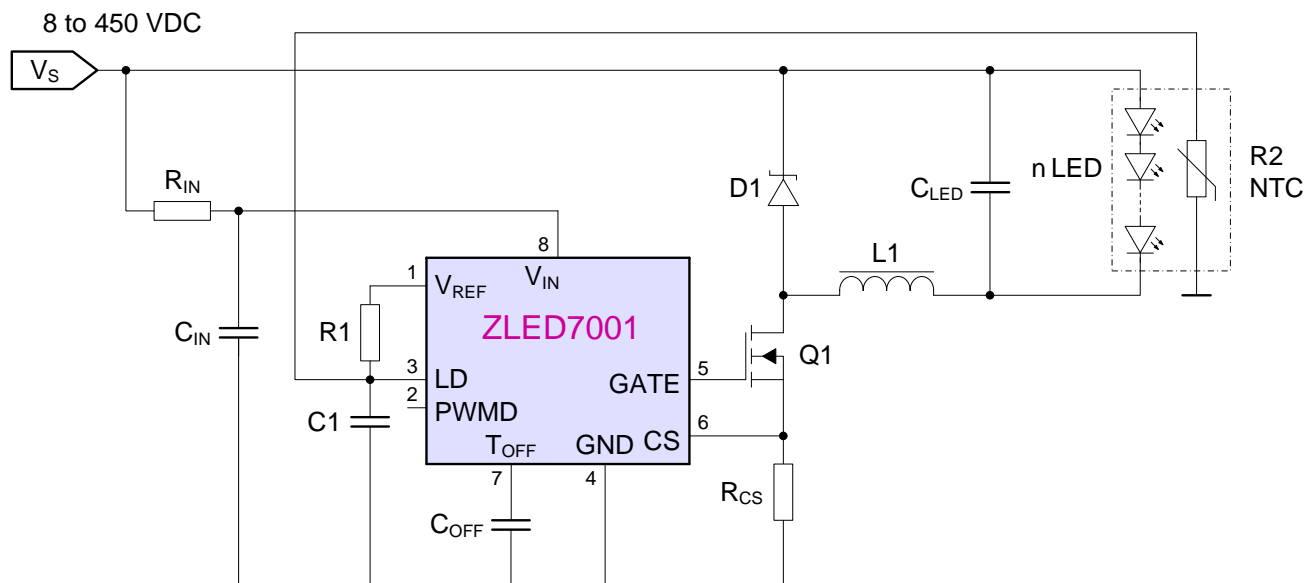 8 to 450 VDC
VS
RIN
CIN
R1
C1
1
VREF
8
VIN
ZLED7001
3
LD
2
PWMD
TOFF
7
GND
4
GATE
5
CS
6
COFF
RCS
Q1
D1
L1
CLED
n LED
R2
NTC